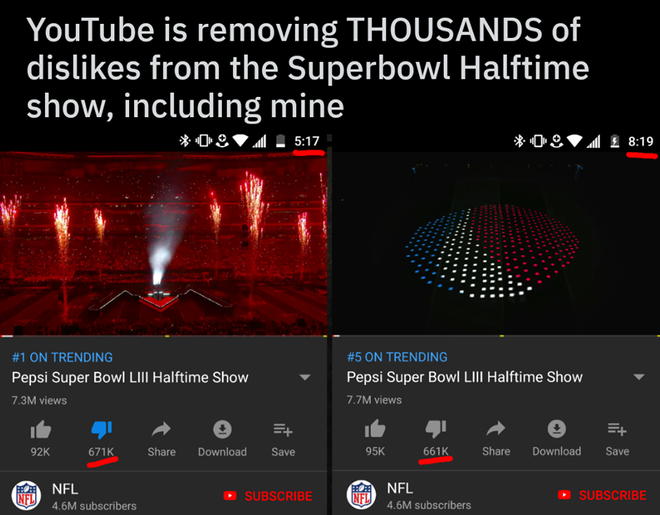 YouTube is removing THOUSANDS of
dislikes from the Superbowl Halftime
show, including mine
5:17
8:19
#1 ON TRENDING
Pepsi Super Bowl LIII Halftime Show
7.3M views
92K
671K
Share
Download
Save
NFL
NFL
4.6M subscribers
SUBSCRIBE
#5 ON TRENDING
Pepsi Super Bowl LIII Halftime Show
7.7M views
95K
661K
Share
Download
Save
NFL
NFL
4.6M subscribers
SUBSCRIBE